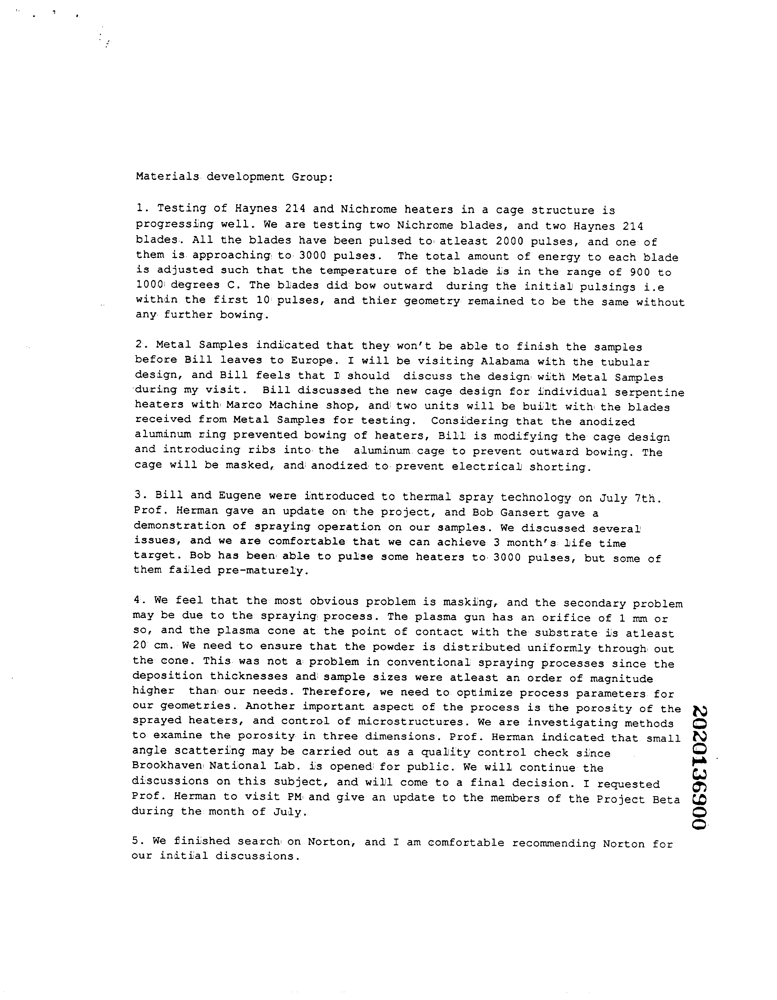 Materials development Group:
1. Testing of Haynes 214 and Nichrome heaters in a cage structure is
progressing well. We are testing two Nichrome blades, and two Haynes 214
blades. All the blades have been pulsed to atleast 2000 pulses, and one of
them is approaching to 3000 pulses.  The total amount of energy to each blade
is adjusted such that the temperature of the blade is in the range of 900 to
1000 degrees C. The blades did bow outward  during the initial pulsings i.e
within the first 10 pulses, and thier geometry remained to be the same without
any further bowing.
2. Metal Samples indicated that they won't be able to finish the samples
before Bill leaves to Europe. I will be visiting Alabama with the tubular
design, and Bill feels that I should  discuss the design with Metal Samples
during my visit.  Bill discussed the new cage design for individual serpentine
heaters with Marco Machine shop, and two units will be built with the blades
received from Metal Samples for testing.  Considering that the anodized
aluminum ring prevented bowing of heaters, Bill is modifying the cage design
and introducing ribs into the  aluminum cage to prevent outward bowing. The
cage will be masked, and anodized to prevent electrical shorting.
3. Bill and Eugene were introduced to thermal spray technology on July 7th.
Prof. Herman gave an update on the project, and Bob Gansert gave a
demonstration of spraying operation on our samples. We discussed several
issues, and we are comfortable that we can achieve 3 month's life time
target. Bob has been able to pulse some heaters to 3000 pulses, but some of
them failed pre-maturely.
4. We feel that the most obvious problem is masking, and the secondary problem
may be due to the spraying process. The plasma gun has an orifice of 1 mm or
so, and the plasma cone at the point of contact with the substrate is atleast
20 cm. We need to ensure that the powder is distributed uniformly through out
the cone. This was not a problem in conventional spraying processes since the
deposition thicknesses and sample sizes were atleast an order of magnitude
higher  than our needs. Therefore, we need to optimize process parameters for
our geometries. Another important aspect of the process is the porosity of the
sprayed heaters, and control of microstructures. We are investigating methods
to examine the porosity in three dimensions. Prof. Herman indicated that small
angle scattering may be carried out as a quality control check since
Brookhaven National Lab. is opened for public. We will continue the
discussions on this subject, and will come to a final decision. I requested
Prof. Herman to visit PM and give an update to the members of the Project Beta
during the month of July.
5. We finished search on Norton, and I am comfortable recommending Norton for
our initial discussions.
2020136900